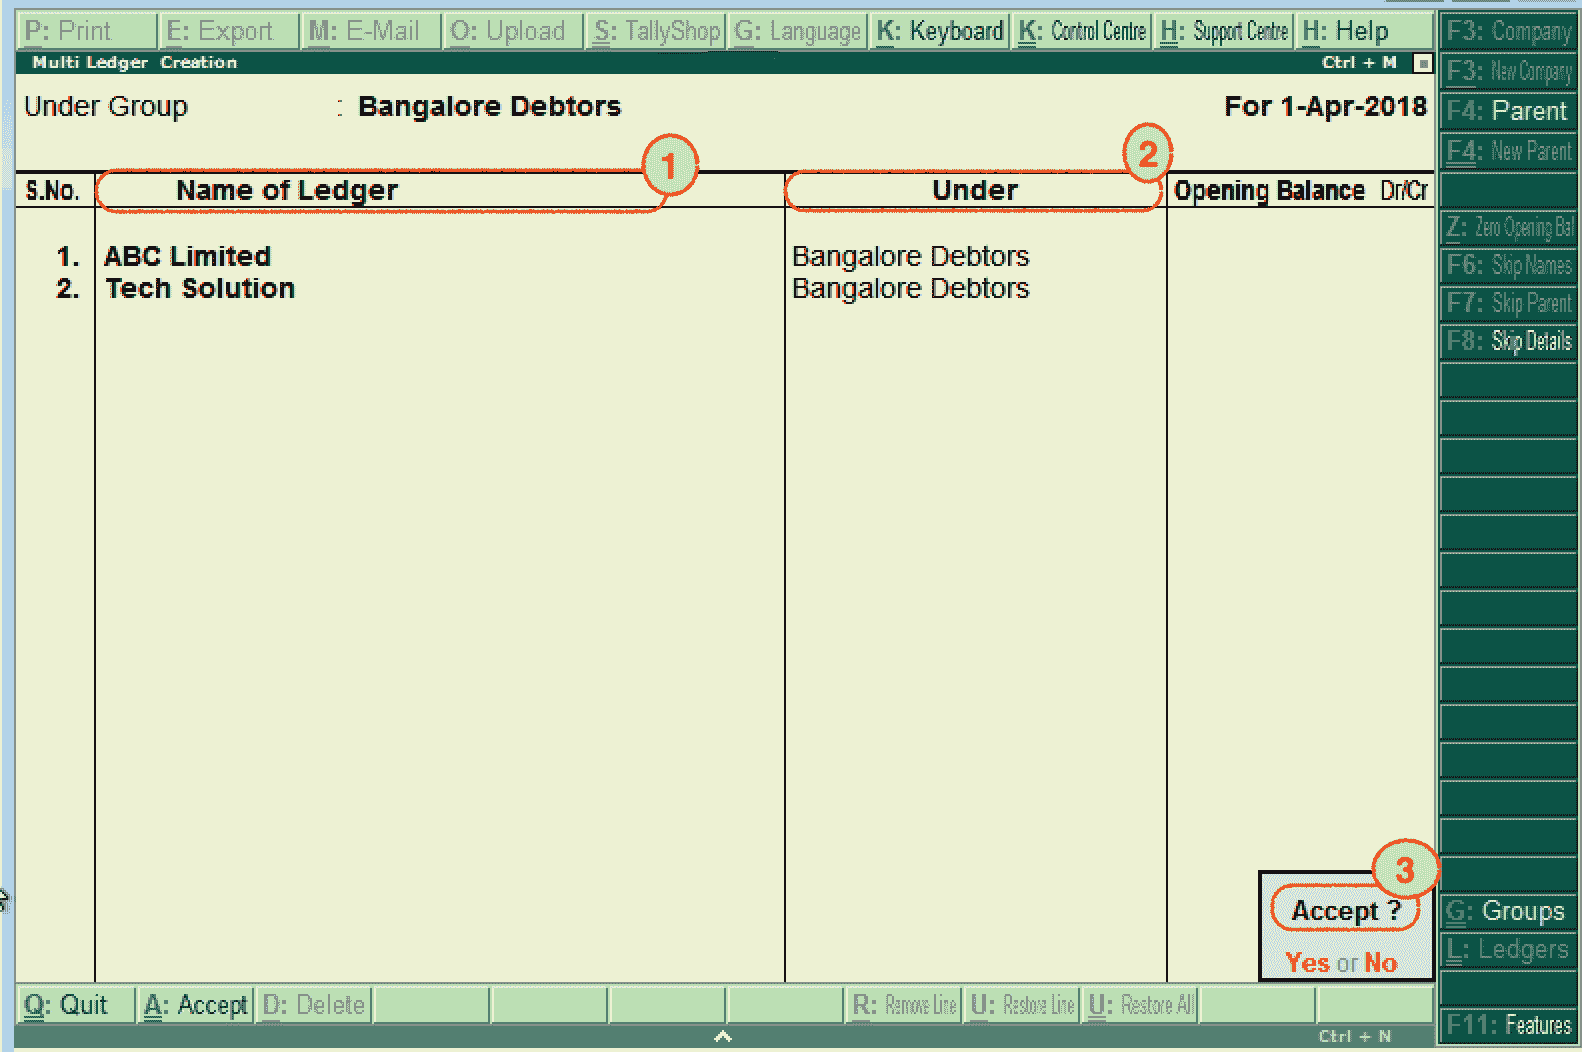 P: Print E: Export M: E-Mail O: Upload S: TallyShop G: Language K: Keyboard K: Control Centre H: Support Centre H: Help
Multi Ledger Creation Ctrl + M
Under Group : Bangalore Debtors For 1-Apr-2018
1 2
S.No. Name of Ledger Under Opening Balance Dr/Cr
1. ABC Limited Bangalore Debtors
2. Tech Solution Bangalore Debtors
3
Accept ?
Yes or No
Q: Quit A: Accept D: Delete R: Remove Line U: Restore Line U: Restore All
Ctrl + N
F3: Company
F3: New Company
F4: Parent
F4: New Parent
Z: Zero Opening Bal
F6: Skip Names
F7: Skip Parent
F8: Skip Details
G: Groups
L: Ledgers
F11: Features